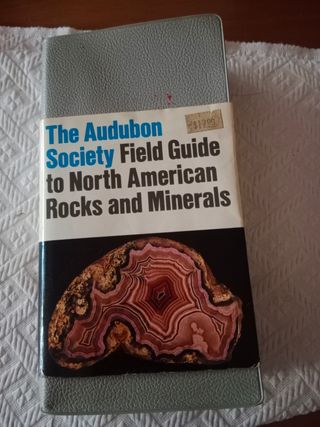 The Audubon
Society Field Guide
to North American
Rocks and Minerals